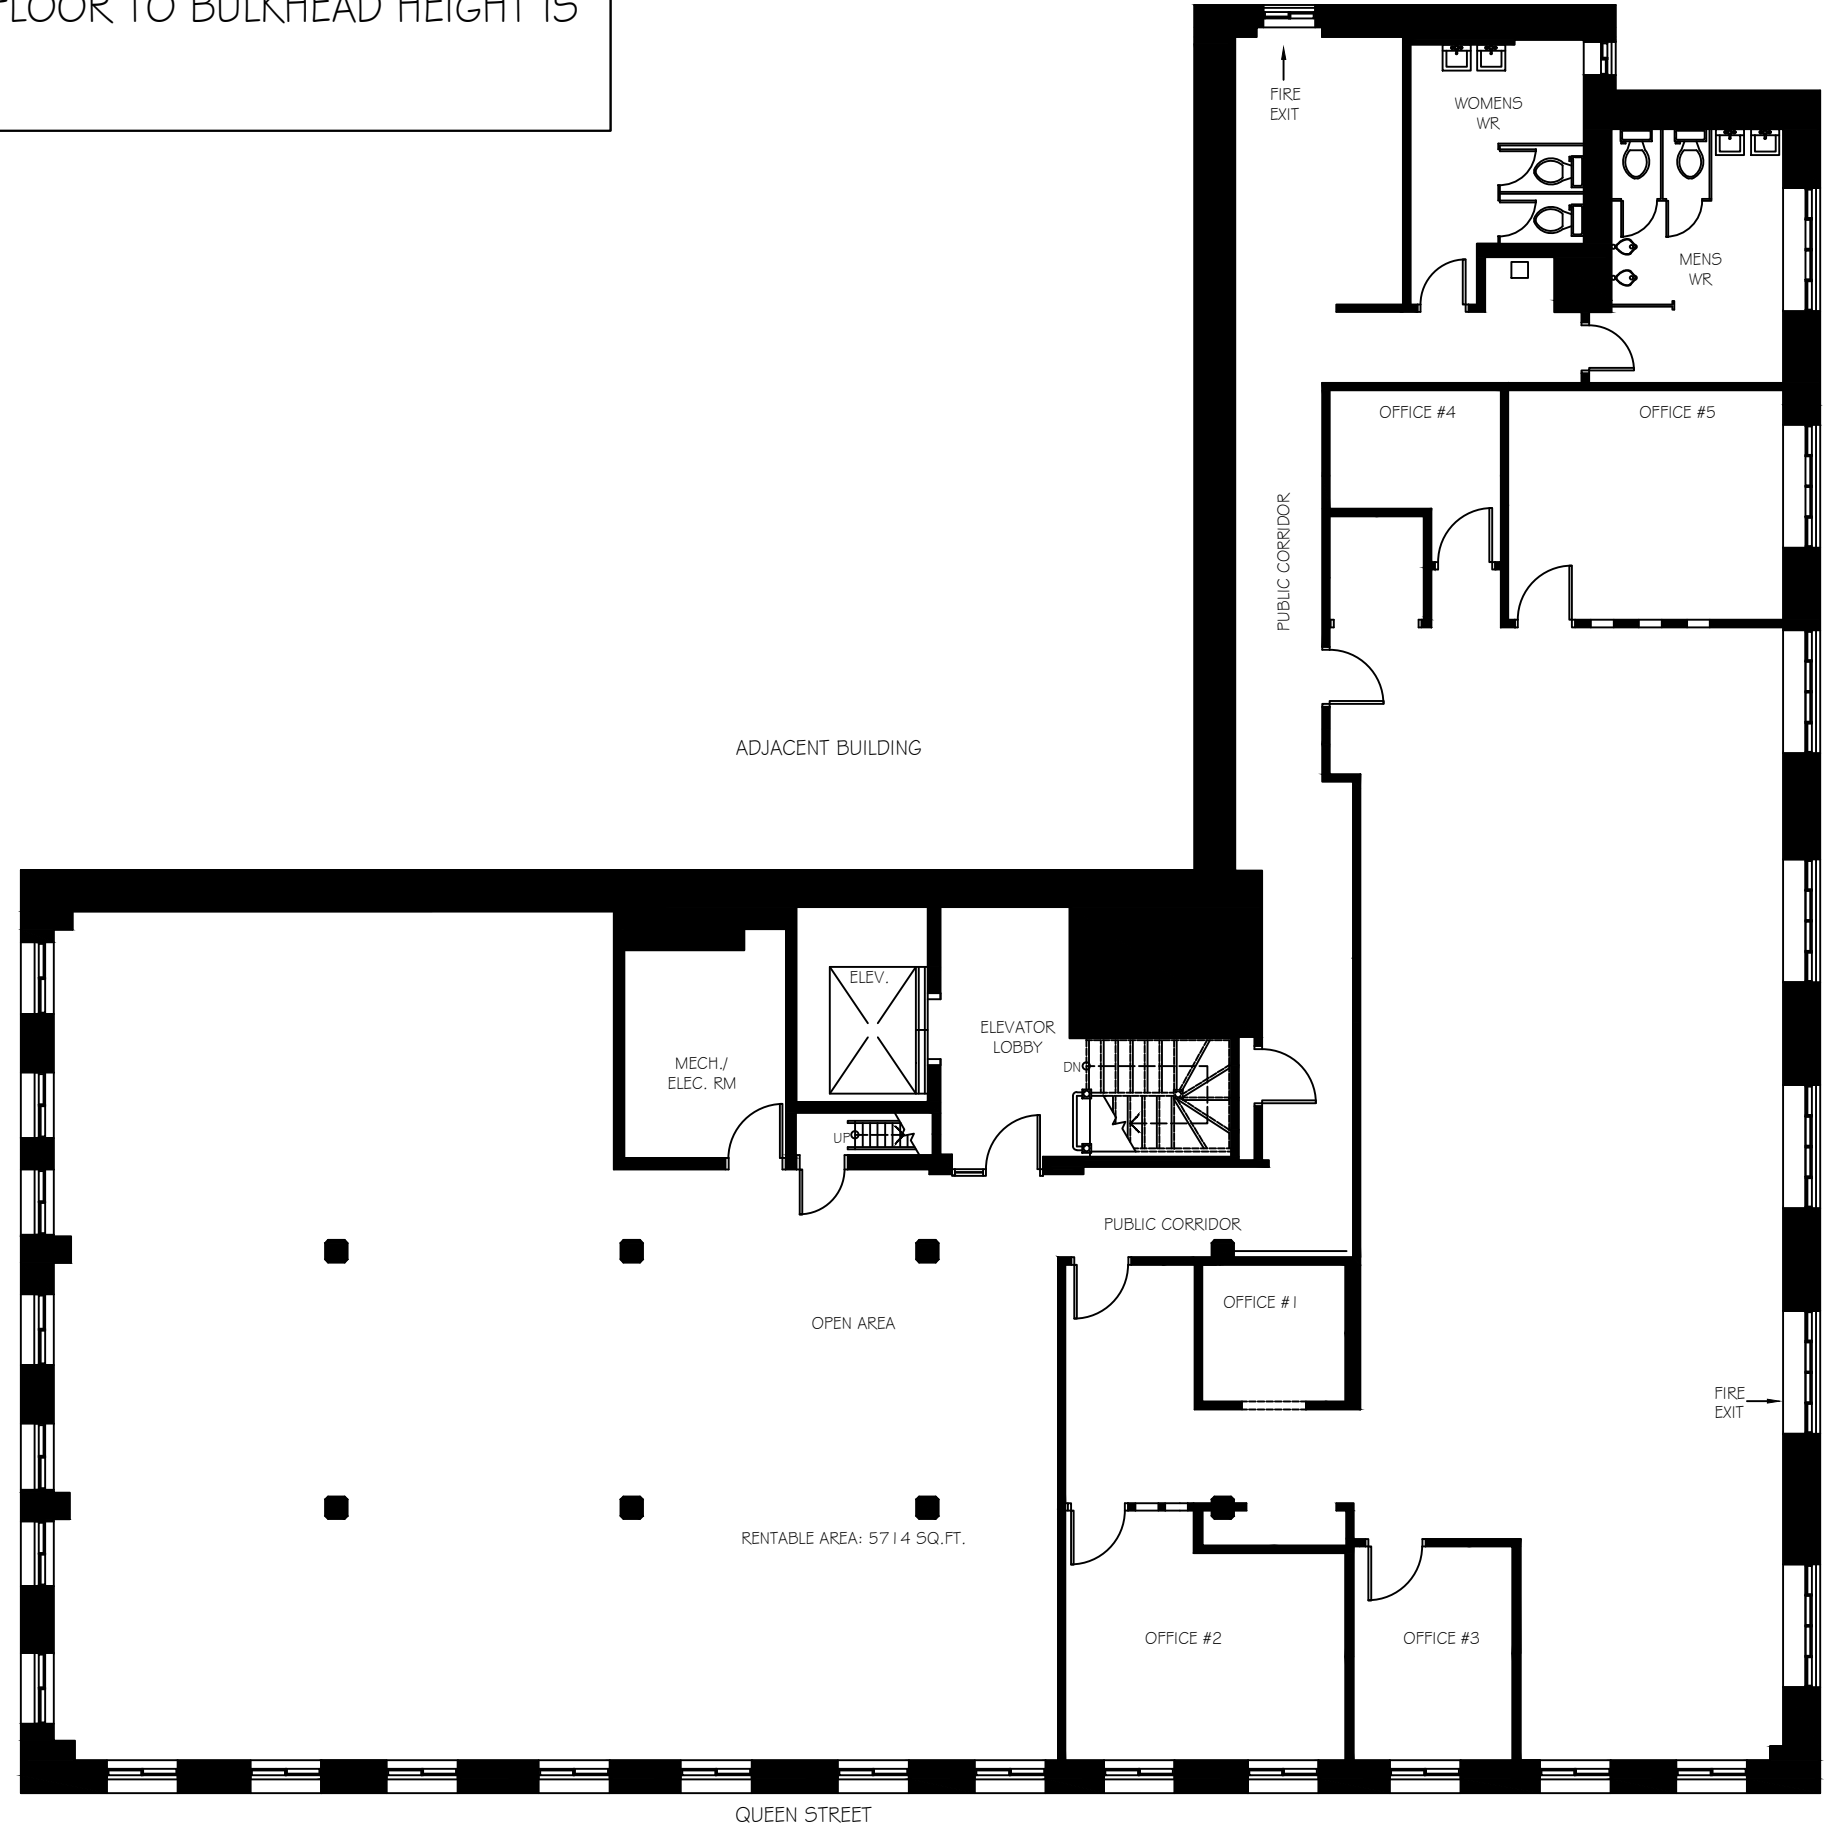 FLOOR TO BULKHEAD HEIGHT IS
FIRE
EXIT
WOMENS
WR
MENS
WR
OFFICE #4
OFFICE #5
PUBLIC CORRIDOR
ADJACENT BUILDING
ELEV.
ELEVATOR
LOBBY
MECH./
ELEC. RM
DN
UP
PUBLIC CORRIDOR
OFFICE #1
OPEN AREA
FIRE
EXIT
RENTABLE AREA: 5714 SQ.FT.
OFFICE #2
OFFICE #3
QUEEN STREET